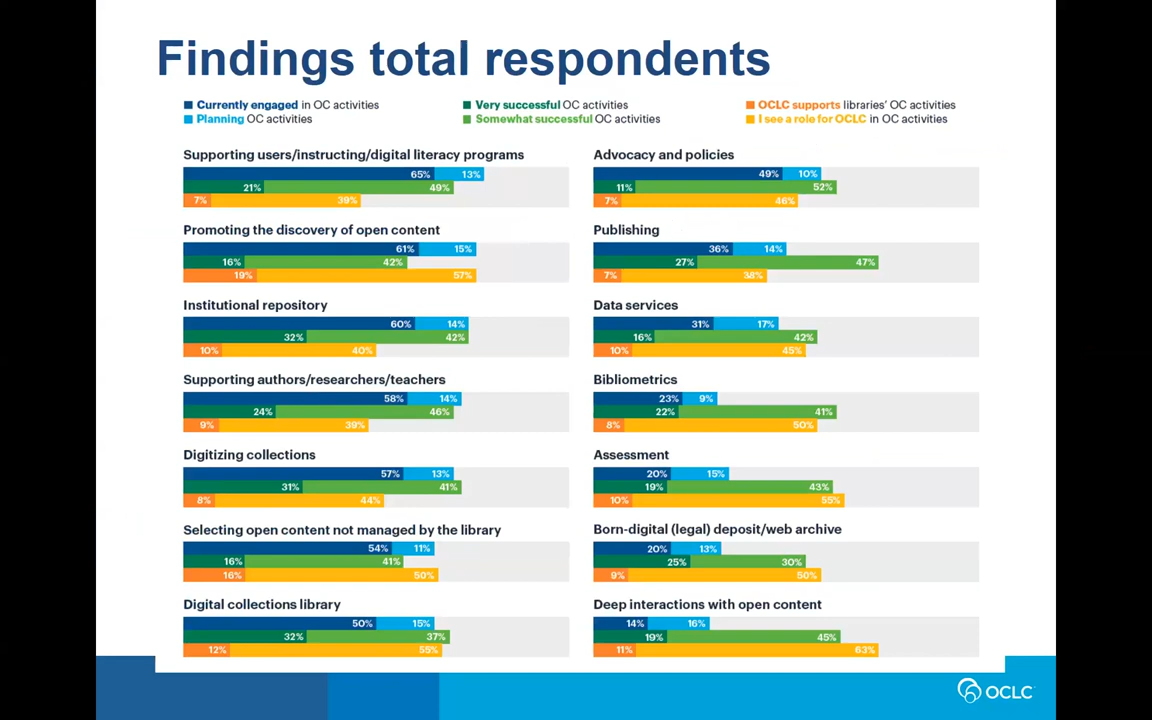 Findings total respondents
Currently engaged in OC activities
Planning OC activities
Very successful OC activities
Somewhat successful OC activities
OCLC supports libraries' OC activities
I see a role for OCLC in OC activities
Supporting users/instructing/digital literacy programs
65% 13%
21% 49%
7% 39%
Promoting the discovery of open content
61% 15%
16% 42%
19% 57%
Institutional repository
60% 14%
32% 42%
10% 40%
Supporting authors/researchers/teachers
58% 14%
24% 46%
9% 39%
Digitizing collections
57% 13%
31% 41%
8% 44%
Selecting open content not managed by the library
54% 11%
16% 41%
16% 50%
Digital collections library
50% 15%
32% 37%
12% 55%
Advocacy and policies
49% 10%
11% 52%
7% 46%
Publishing
36% 14%
27% 47%
7% 38%
Data services
31% 17%
16% 42%
10% 45%
Bibliometrics
23% 9%
22% 41%
8% 50%
Assessment
20% 15%
19% 43%
10% 55%
Born-digital (legal) deposit/web archive
20% 13%
25% 30%
9% 50%
Deep interactions with open content
14% 16%
19% 45%
11% 63%
OCLC